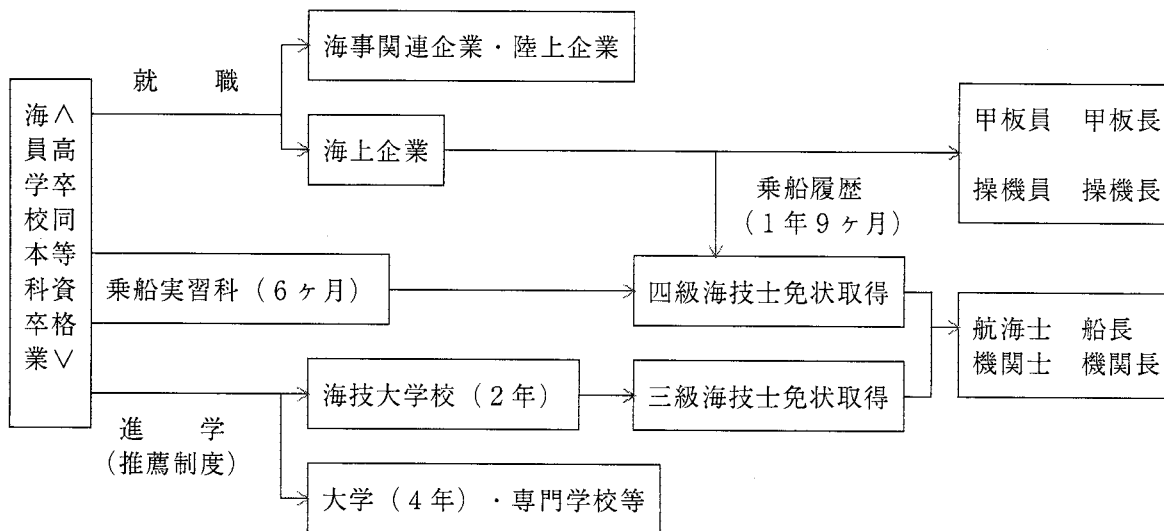 海員学校本科卒業
＜高卒同等資格＞
就　職
海事関連企業・陸上企業
海上企業
乗船履歴
(１年９ヶ月)
甲板員　甲板長
操機員　操機長
乗船実習科（６ヶ月）
四級海技士免状取得
航海士　船長
機関士　機関長
進　学
(推薦制度)
海技大学校（２年）
三級海技士免状取得
大学（４年）・専門学校等